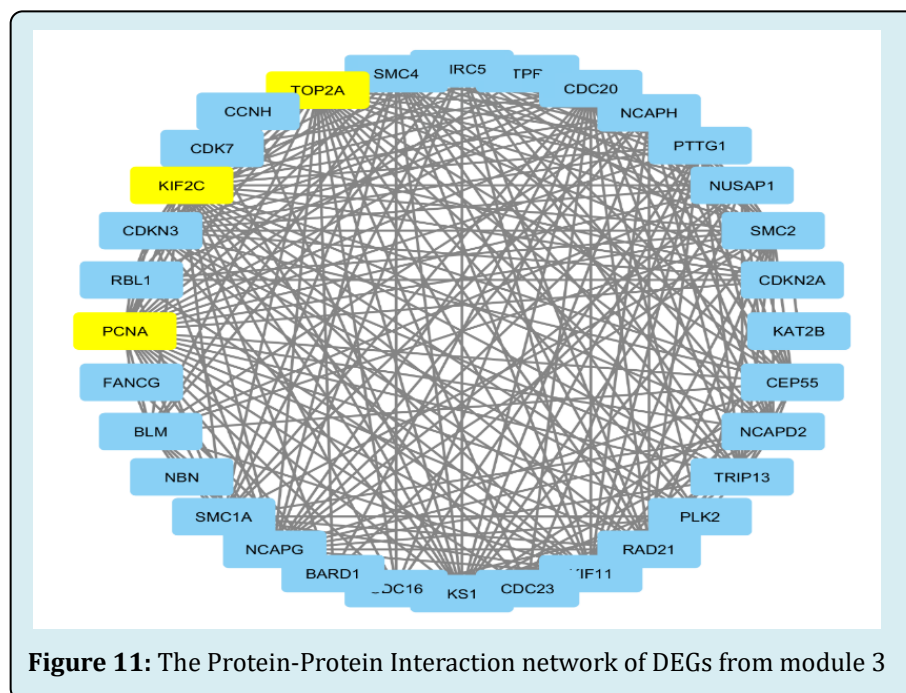 SMC4
IRC5
TPF
CDC20
TOP2A
CCNH
NCAPH
CDK7
PTTG1
KIF2C
NUSAP1
CDKN3
SMC2
RBL1
CDKN2A
PCNA
KAT2B
FANCG
CEP55
BLM
NCAPD2
NBN
TRIP13
SMC1A
PLK2
NCAPG
RAD21
BARD1
KIF11
CDC16
KS1
CDC23
Figure 11: The Protein-Protein Interaction network of DEGs from module 3